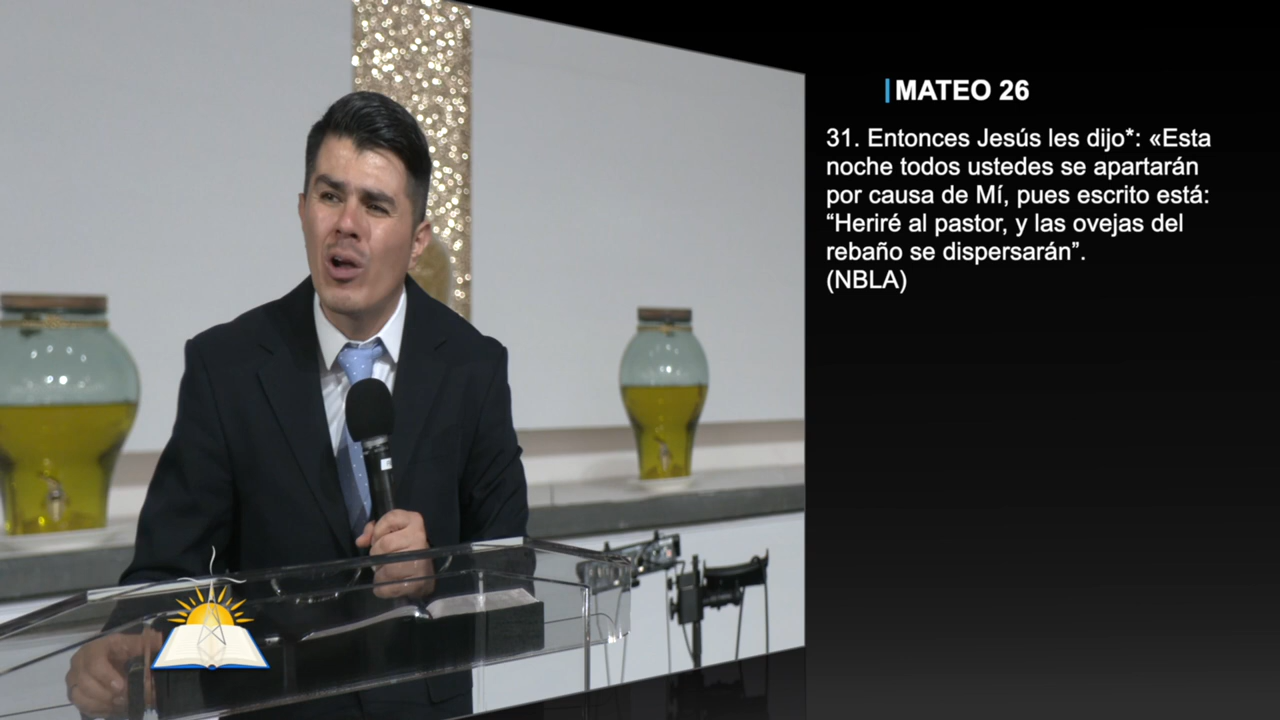 MATEO 26
31. Entonces Jesús les dijo*: «Esta
noche todos ustedes se apartarán
por causa de Mí, pues escrito está:
“Heriré al pastor, y las ovejas del
rebaño se dispersarán”.
(NBLA)